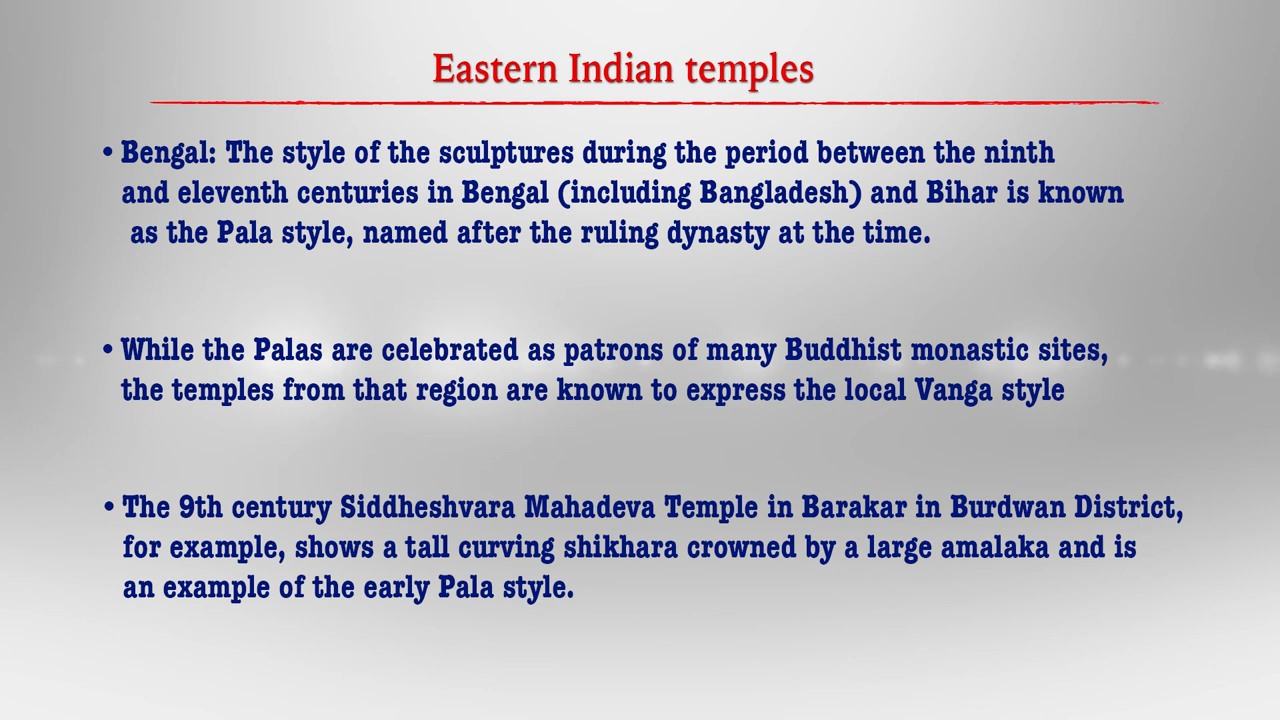 Eastern Indian temples
• Bengal: The style of the sculptures during the period between the ninth
and eleventh centuries in Bengal (including Bangladesh) and Bihar is known
as the Pala style, named after the ruling dynasty at the time.
• While the Palas are celebrated as patrons of many Buddhist monastic sites,
the temples from that region are known to express the local Vanga style
• The 9th century Siddheshvara Mahadeva Temple in Barakar in Burdwan District,
for example, shows a tall curving shikhara crowned by a large amalaka and is
an example of the early Pala style.